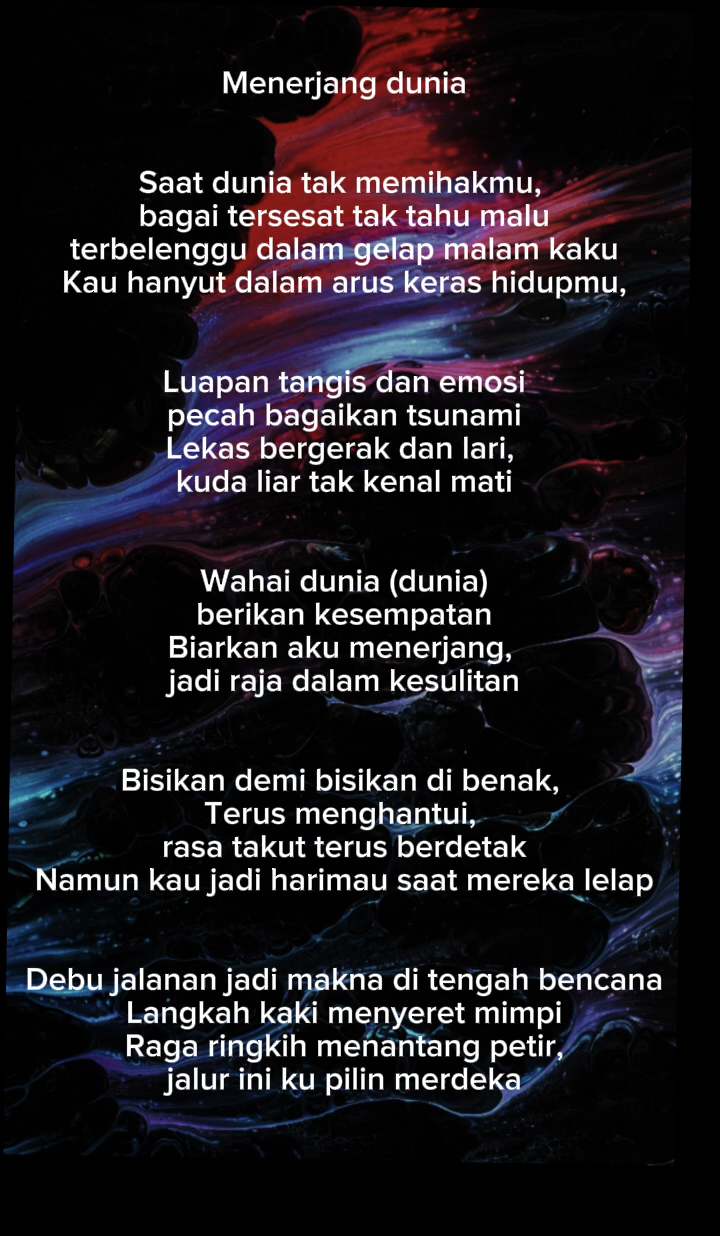 Menerjang dunia
Saat dunia tak memihakmu,
bagai tersesat tak tahu malu
terbelenggu dalam gelap malam kaku
Kau hanyut dalam arus keras hidupmu,
Luapan tangis dan emosi
pecah bagaikan tsunami
Lekas bergerak dan lari,
kuda liar tak kenal mati
Wahai dunia (dunia)
berikan kesempatan
Biarkan aku menerjang,
jadi raja dalam kesulitan
Bisikan demi bisikan di benak,
Terus menghantui,
rasa takut terus berdetak
Namun kau jadi harimau saat mereka lelap
Debu jalanan jadi makna di tengah bencana
Langkah kaki menyeret mimpi
Raga ringkih menantang petir,
jalur ini ku pilin merdeka